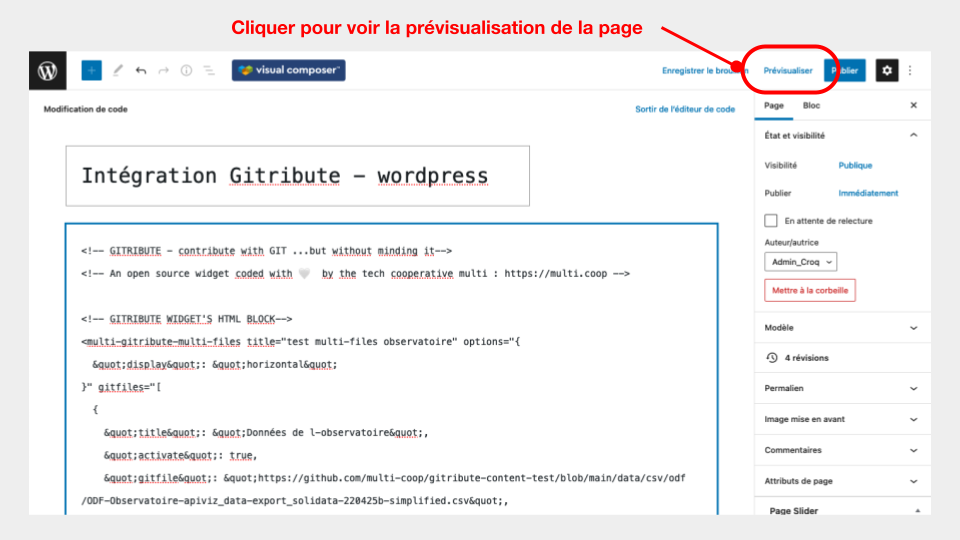 Cliquer pour voir la prévisualisation de la page
visual composer
Enregistrer le brouillon
Prévisualiser
Publier
Modification de code
Sortir de l'éditeur de code
Page
Bloc
Intégration Gitribute – wordpress
<!-- GITRIBUTE - contribute with GIT ...but without minding it-->
<!-- An open source widget coded with 🤍 by the tech cooperative multi : https://multi.coop -->
<!-- GITRIBUTE WIDGET'S HTML BLOCK-->
<multi-gitribute-multi-files title="test multi-files observatoire" options="{
&quot;display&quot;: &quot;horizontal&quot;
}" gitfiles="[
{
&quot;title&quot;: &quot;Données de l-observatoire&quot;,
&quot;activate&quot;: true,
&quot;gitfile&quot;: &quot;https://github.com/multi-coop/gitribute-content-test/blob/main/data/csv/odf
/ODF-Observatoire-apiviz_data-export_solidata-220425b-simplified.csv&quot;,
État et visibilité
Visibilité
Publique
Publier
Immédiatement
En attente de relecture
Auteur/autrice
Admin_Croq
Mettre à la corbeille
Modèle
4 révisions
Permalien
Image mise en avant
Commentaires
Attributs de page
Page Slider